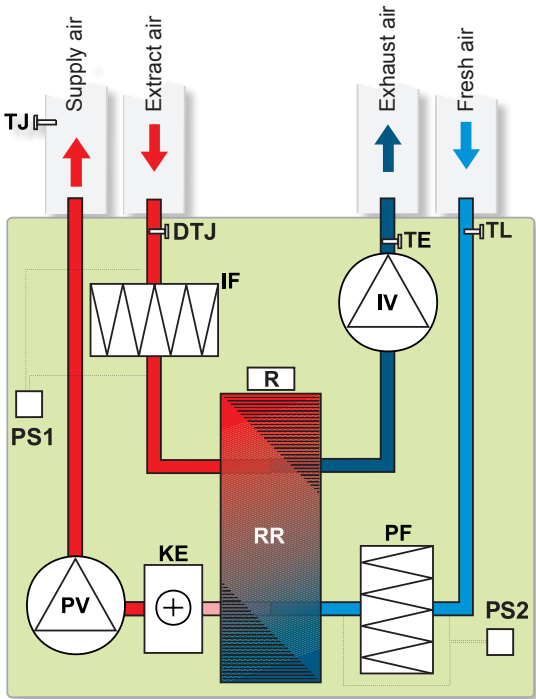 Supply air
Extract air
Exhaust air
Fresh air
TJ
DTJ
TE
TL
IF
IV
R
PS1
RR
PF
KE
PV
PS2